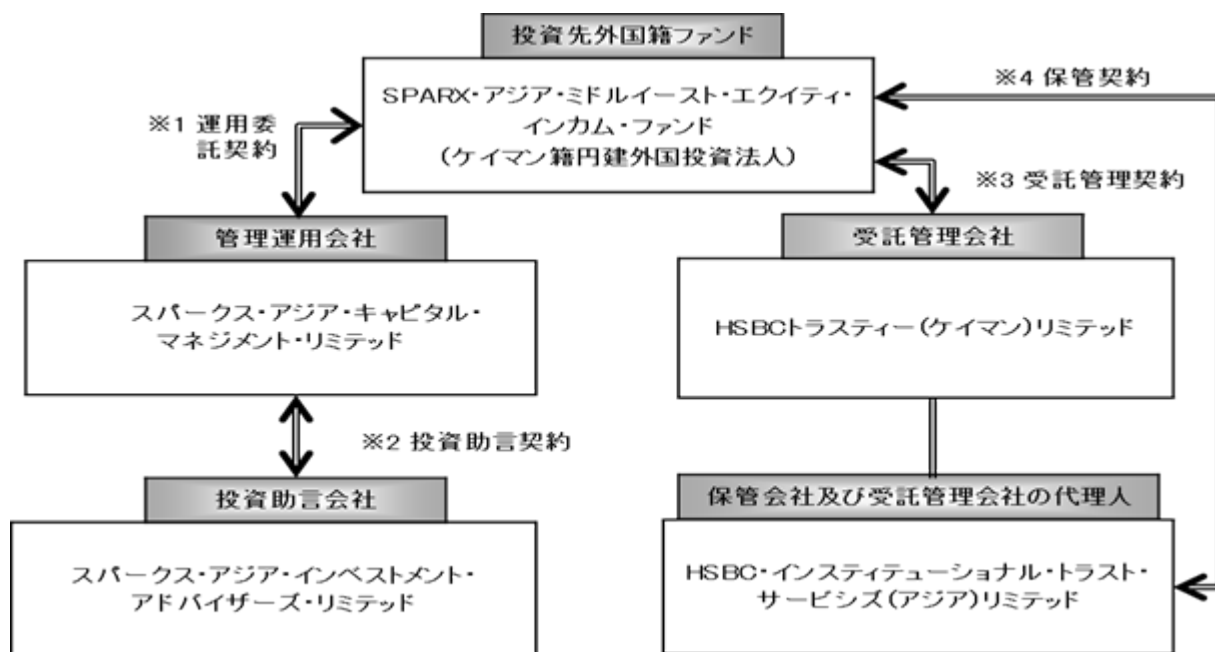 投資先外国籍ファンド
SPARX・アジア・ミドルイースト・エクイティ・
インカム・ファンド
(ケイマン籍円建外国投資法人)
※4 保管契約
※1 運用委
託契約
※3 受託管理契約
管理運用会社
スパークス・アジア・キャピタル・
マネジメント・リミテッド
受託管理会社
HSBCトラスティー(ケイマン)リミテッド
※2 投資助言契約
投資助言会社
スパークス・アジア・インベストメント・
アドバイザーズ・リミテッド
保管会社及び受託管理会社の代理人
HSBC・インスティテューショナル・トラスト・
サービシズ(アジア)リミテッド